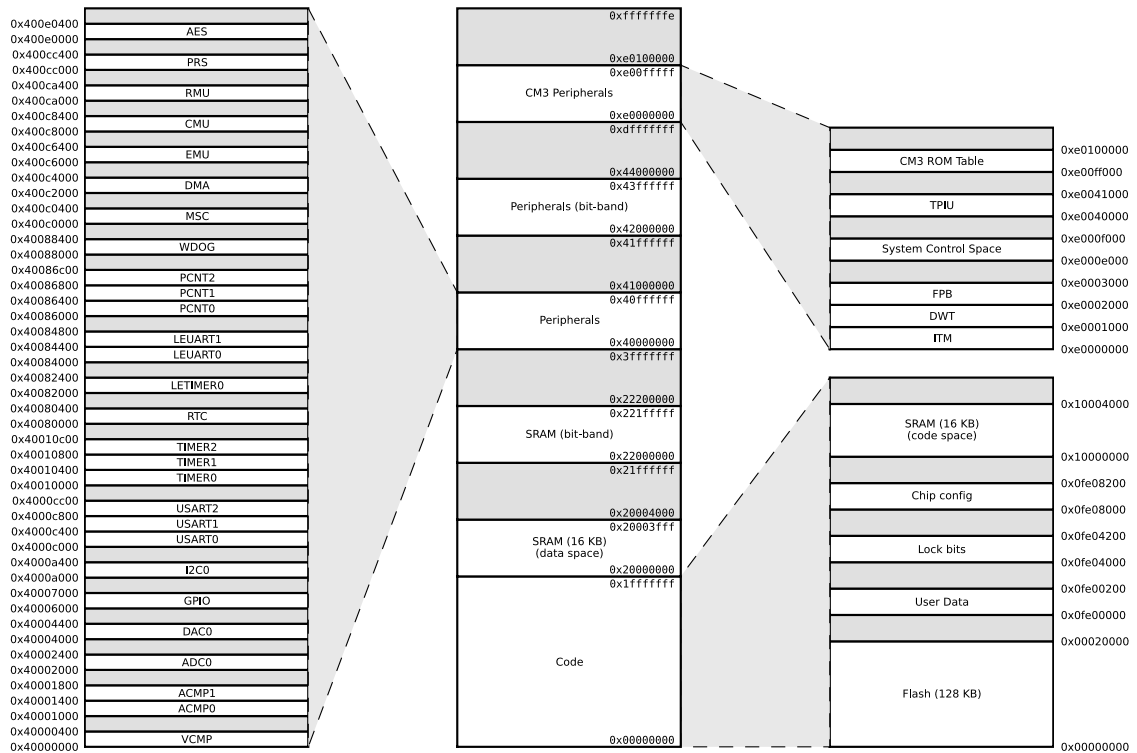 0x400e0400
AES
0x400e0000
0x400cc400
PRS
0x400cc000
0x400ca400
RMU
0x400ca000
0x400c8400
CMU
0x400c8000
0x400c6400
EMU
0x400c6000
0x400c4000
DMA
0x400c2000
0x400c0400
MSC
0x400c0000
0x40088400
WDOG
0x40088000
0x40086c00
PCNT2
0x40086800
PCNT1
0x40086400
PCNT0
0x40086000
0x40084800
LEUART1
0x40084400
LEUART0
0x40084000
0x40082400
LETIMER0
0x40082000
0x40080400
RTC
0x40080000
0x40010c00
TIMER2
0x40010800
TIMER1
0x40010400
TIMER0
0x40010000
0x4000cc00
USART2
0x4000c800
USART1
0x4000c400
USART0
0x4000c000
0x4000a400
I2C0
0x4000a000
0x40007000
GPIO
0x40006000
0x40004400
DAC0
0x40004000
0x40002400
ADC0
0x40002000
0x40001800
ACMP1
0x40001400
ACMP0
0x40001000
0x40000400
VCMP
0x40000000
0xfffffffe
0xe0100000
0xe00fffff
CM3 Peripherals
0xe0000000
0xdfffffff
0x44000000
0x43ffffff
Peripherals (bit-band)
0x42000000
0x41ffffff
0x41000000
0x40ffffff
Peripherals
0x40000000
0x3fffffff
0x22200000
0x221fffff
SRAM (bit-band)
0x22000000
0x21ffffff
0x20004000
0x20003fff
SRAM (16 KB)
(data space)
0x20000000
0x1fffffff
Code
0x00000000
0xe0100000
CM3 ROM Table
0xe00ff000
0xe0041000
TPIU
0xe0040000
0xe000f000
System Control Space
0xe000e000
0xe0003000
FPB
0xe0002000
DWT
0xe0001000
ITM
0xe0000000
0x10004000
SRAM (16 KB)
(code space)
0x10000000
0x0fe08200
Chip config
0x0fe08000
0x0fe04200
Lock bits
0x0fe04000
0x0fe00200
User Data
0x0fe00000
0x00020000
Flash (128 KB)
0x00000000